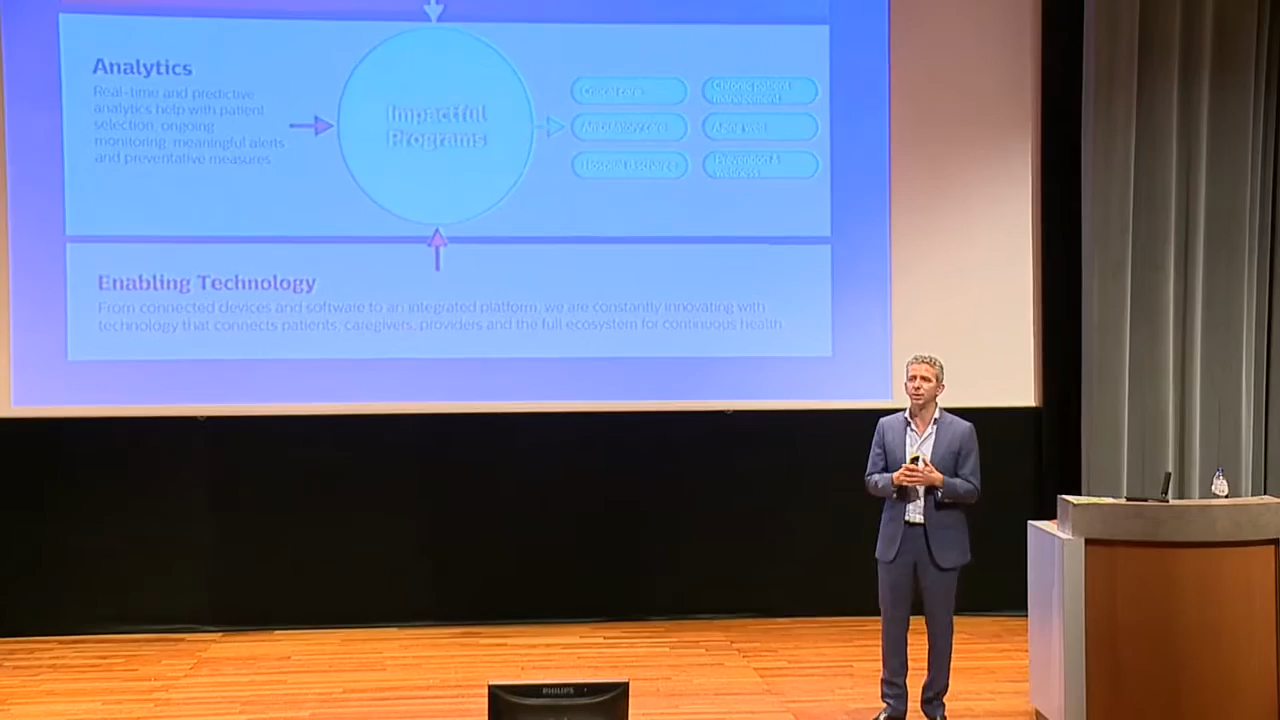 Analytics
Real-time and predictive
analytics help with patient
selection, ongoing
monitoring, meaningful alerts
and preventative measures
Impactful
Programs
Critical care
Chronic patient
management
Ambulatory care
Aging well
Hospital discharge
Prevention &
wellness
Enabling Technology
From connected devices and software to an integrated platform, we are constantly innovating with
technology that connects patients, caregivers, providers and the full ecosystem for continuous health
PHILIPS